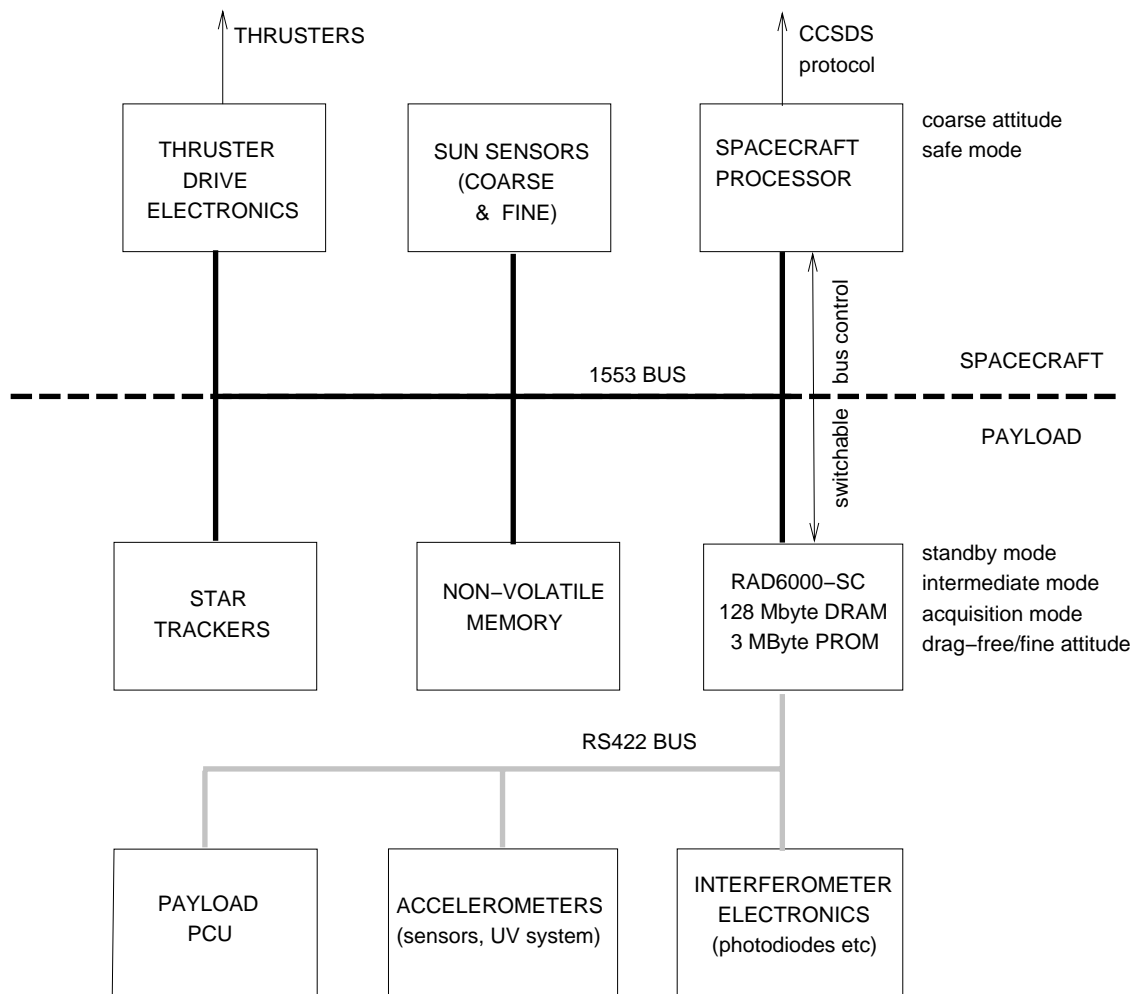 THRUSTERS
CCSDS
protocol
THRUSTER
DRIVE
ELECTRONICS
SUN SENSORS
(COARSE
& FINE)
SPACECRAFT
PROCESSOR
coarse attitude
safe mode
bus control
switchable
1553 BUS
SPACECRAFT
PAYLOAD
STAR
TRACKERS
NON−VOLATILE
MEMORY
RAD6000−SC
128 Mbyte DRAM
3 MByte PROM
standby mode
intermediate mode
acquisition mode
drag−free/fine attitude
RS422 BUS
PAYLOAD
PCU
ACCELEROMETERS
(sensors, UV system)
INTERFEROMETER
ELECTRONICS
(photodiodes etc)